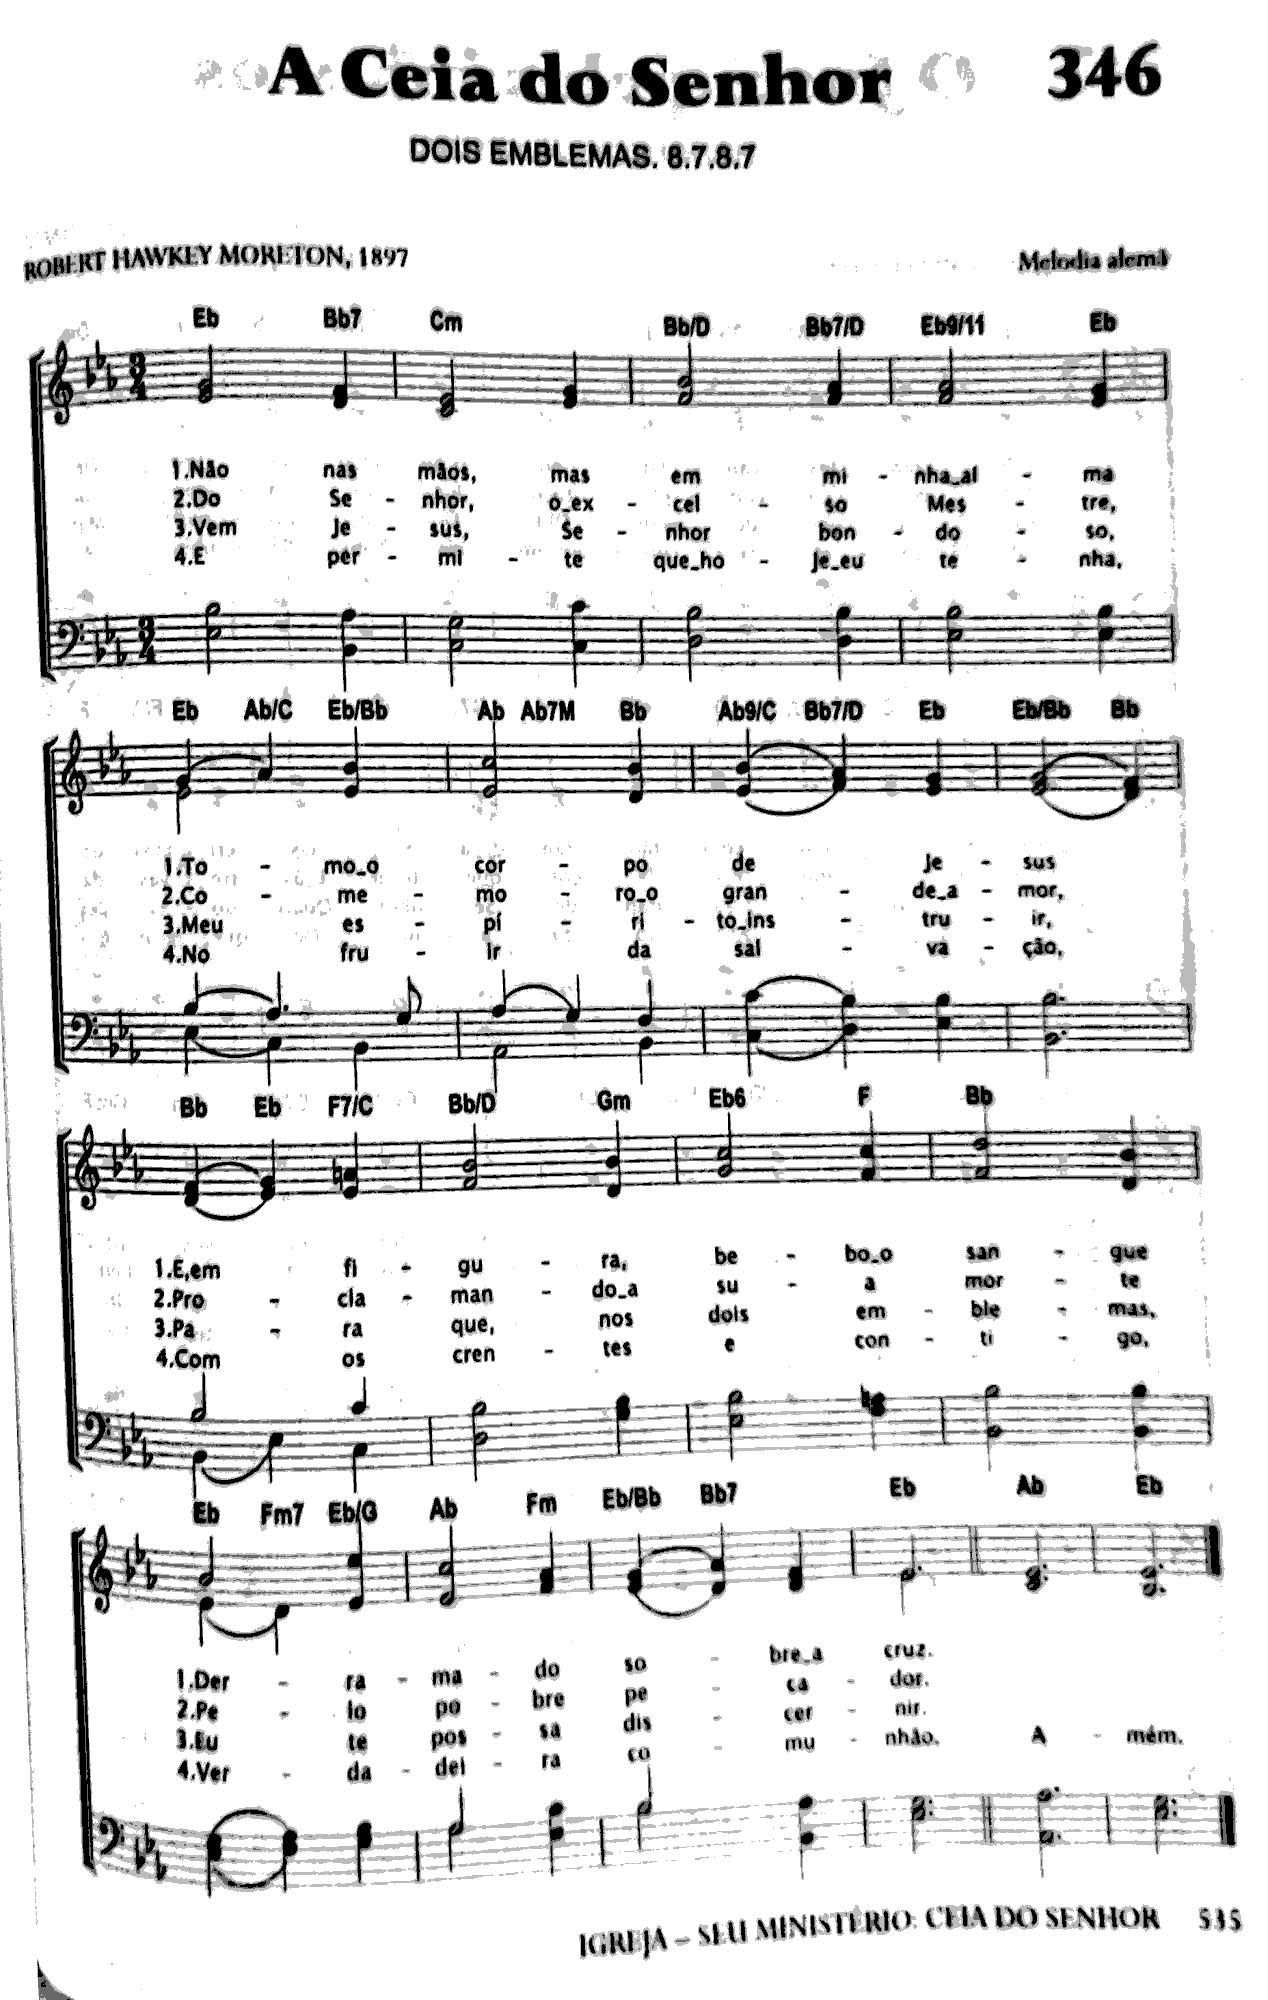 A Ceia do Senhor 346
DOIS EMBLEMAS. 8.7.8.7
ROBERT HAWKEY MORETON, 1897 Melodia alemã
Eb Bb7 Cm Bb/D Bb7/D Eb9/11 Eb
3 4
1.Não nas mãos, mas em mi - nha_al - ma
2.Do Se - nhor, o_ex - cel - so Mes - tre,
3.Vem Je - sus, Se - nhor bon - do - so,
4.E per - mi - te que_ho - je_eu te - nha,
3 4
Eb Ab/C Eb/Bb Ab Ab7M Bb Ab9/C Bb7/D Eb Eb/Bb Bb
1.To - mo_o cor - po de Je - sus
2.Co - me - mo - ro_o gran - de_a - mor,
3.Meu es - pí - ri - to_ins - tru - ir,
4.No fru - ir da sal - va - ção,
Bb Eb F7/C Bb/D Gm Eb6 F Bb
1.E,em fi - gu - ra, be - bo_o san - gue
2.Pro - cla - man - do_a su - a mor - te
3.Pa - ra que, nos dois em - ble - mas,
4.Com os cren - tes e con - ti - go,
Eb Fm7 Eb/G Ab Fm Eb/Bb Bb7 Eb Ab Eb
1.Der - ra - ma - do so - bre_a cruz.
2.Pe - lo po - bre pe - ca - dor.
3.Eu te pos - sa dis - cer - nir.
4.Ver - da - dei - ra co - mu - nhão. A - mém.
IGREJA – SEU MINISTÉRIO: CEIA DO SENHOR 535